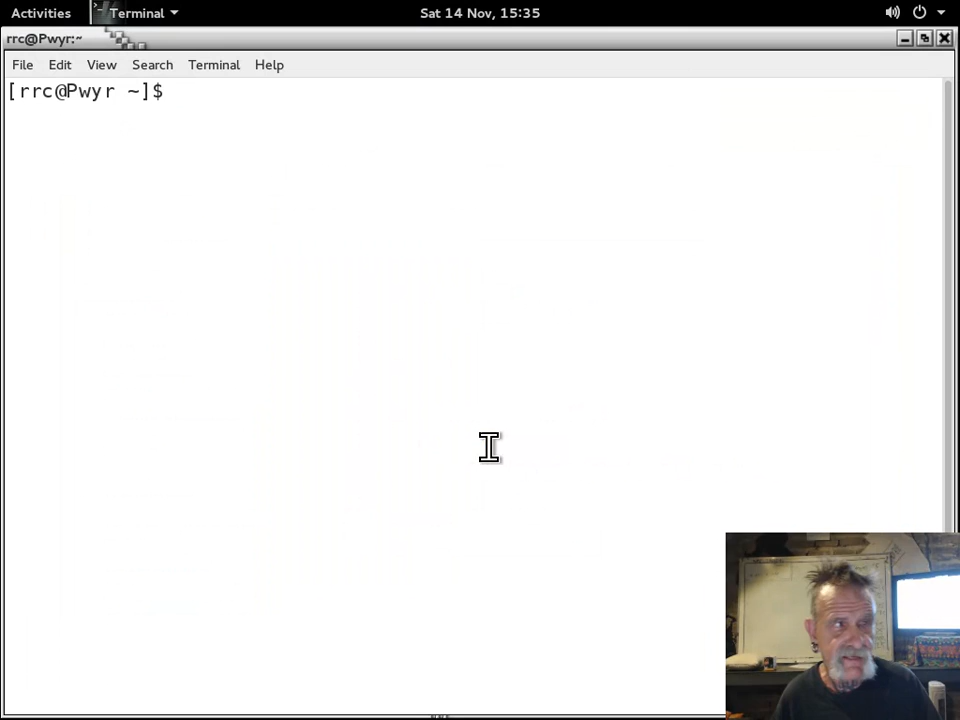 Activities Terminal Sat 14 Nov, 15:35
rrc@Pwyr:~
File Edit View Search Terminal Help
[rrc@Pwyr ~]$